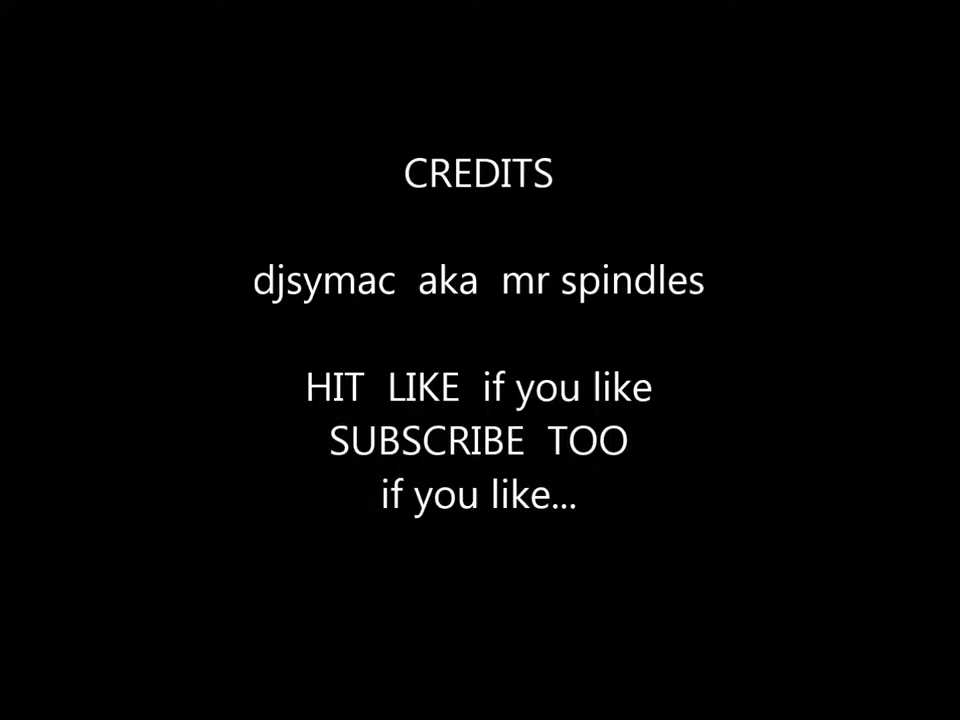 CREDITS
djsymac aka mr spindles
HIT LIKE if you like
SUBSCRIBE TOO
if you like...